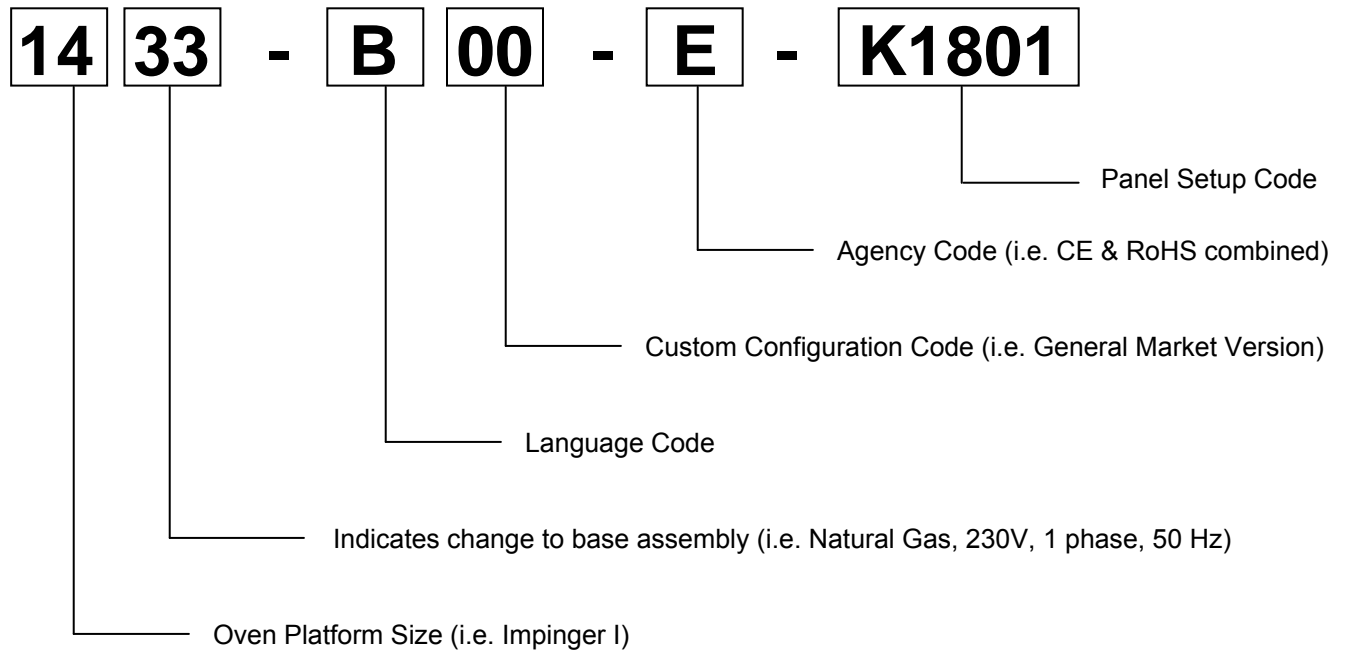 14 33 - B 00 - E - K1801
Panel Setup Code
Agency Code (i.e. CE & RoHS combined)
Custom Configuration Code (i.e. General Market Version)
Language Code
Indicates change to base assembly (i.e. Natural Gas, 230V, 1 phase, 50 Hz)
Oven Platform Size (i.e. Impinger I)